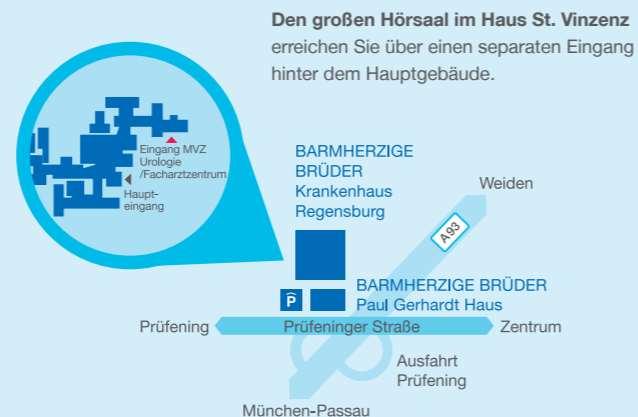 Den großen Hörsaal im Haus St. Vinzenz
erreichen Sie über einen separaten Eingang
hinter dem Hauptgebäude.
Eingang MVZ
Urologie
/Facharztzentrum
Haupt-
eingang
BARMHERZIGE
BRÜDER
Krankenhaus
Regensburg
Weiden
A93
BARMHERZIGE BRÜDER
Paul Gerhardt Haus
P
Prüfening
Prüfeninger Straße
Zentrum
Ausfahrt
Prüfening
München-Passau